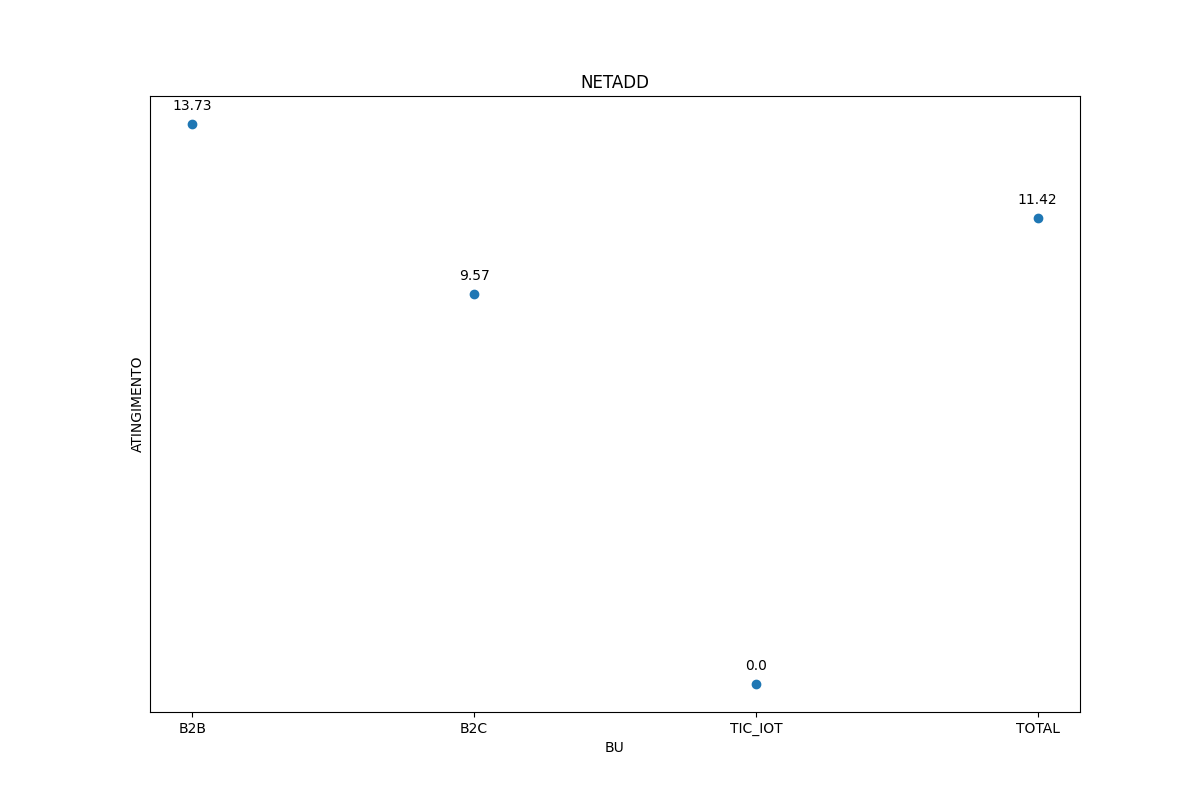 NETADD
13.73
11.42
9.57
ATINGIMENTO
0.0
B2B
B2C
TIC_IOT
TOTAL
BU